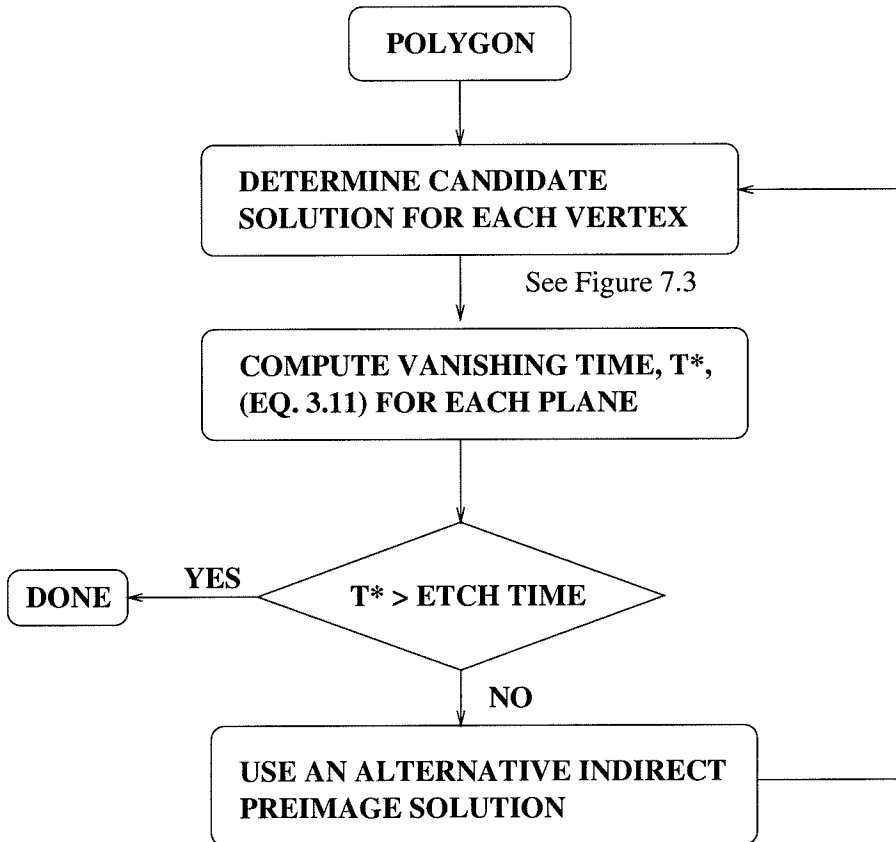 POLYGON
DETERMINE CANDIDATE
SOLUTION FOR EACH VERTEX
See Figure 7.3
COMPUTE VANISHING TIME, T*,
(EQ. 3.11) FOR EACH PLANE
YES
DONE
T* > ETCH TIME
NO
USE AN ALTERNATIVE INDIRECT
PREIMAGE SOLUTION